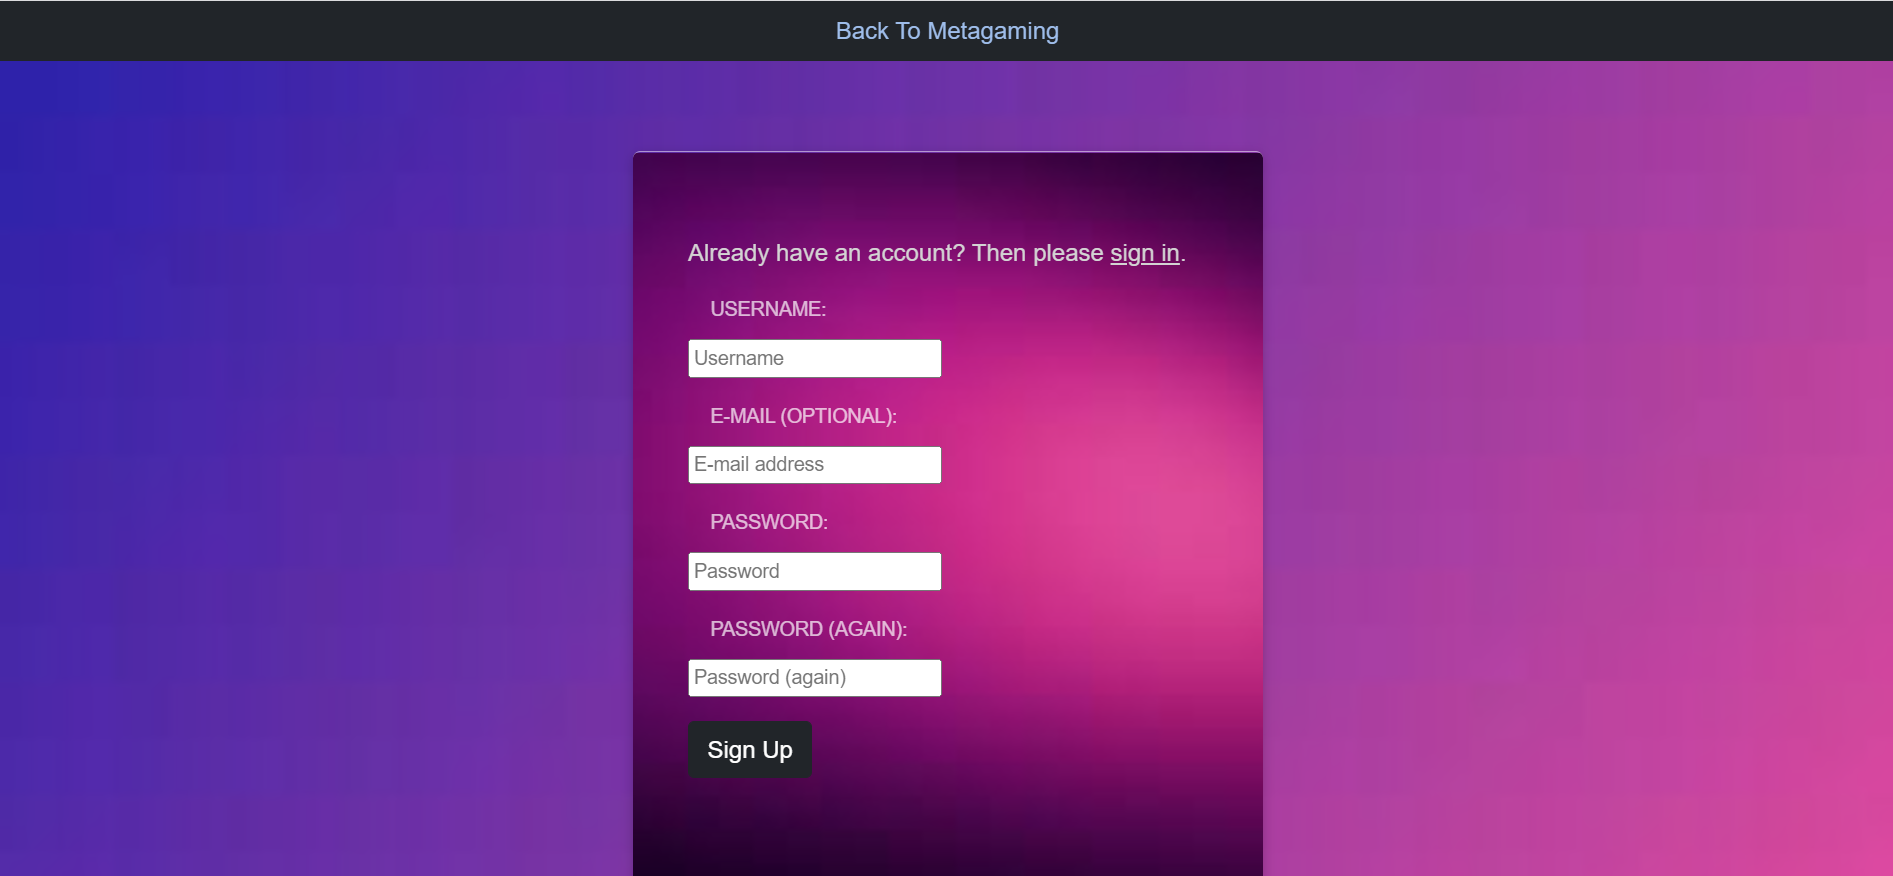 Back To Metagaming
Already have an account? Then please sign in.
USERNAME:
Username
E-MAIL (OPTIONAL):
E-mail address
PASSWORD:
Password
PASSWORD (AGAIN):
Password (again)
Sign Up